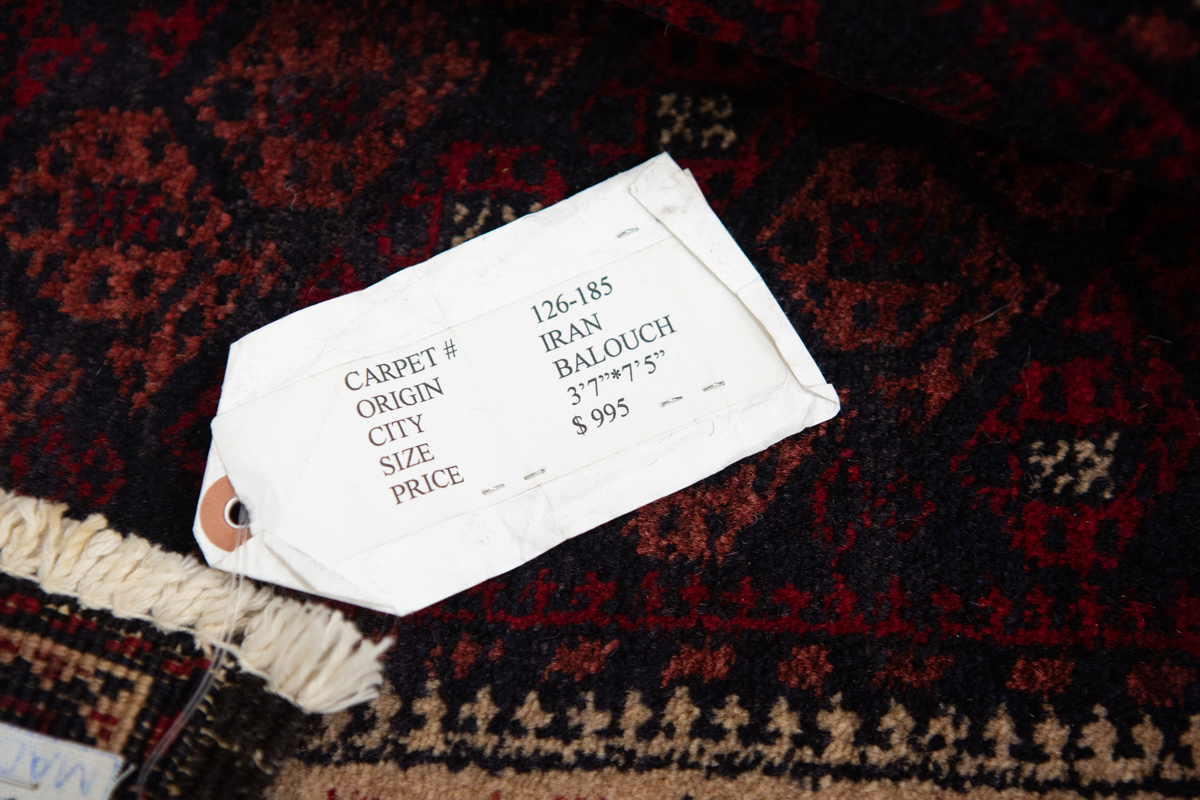 CARPET # 126-185
ORIGIN IRAN
CITY BALOUCH
SIZE 3’7”*7’5”
PRICE $ 995